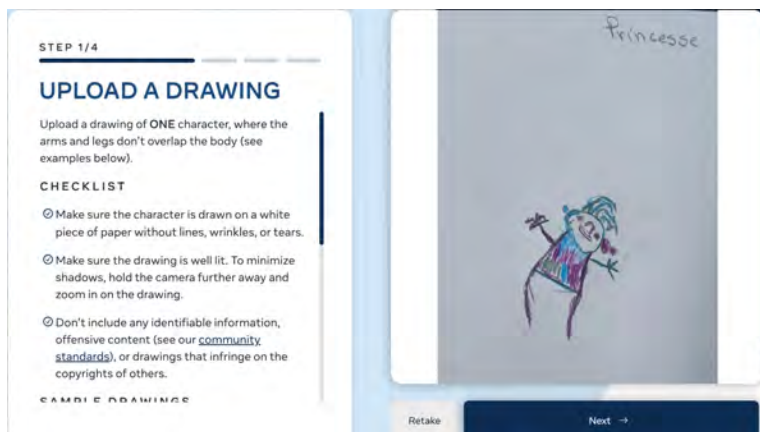 STEP 1/4
UPLOAD A DRAWING
Upload a drawing of ONE character, where the
arms and legs don't overlap the body (see
examples below).
CHECKLIST
Make sure the character is drawn on a white
piece of paper without lines, wrinkles, or tears.
Make sure the drawing is well lit. To minimize
shadows, hold the camera further away and
zoom in on the drawing.
Don't include any identifiable information,
offensive content (see our community
standards), or drawings that infringe on the
copyrights of others.
SAMPLE DRAWINGS
Princesse
Retake
Next →